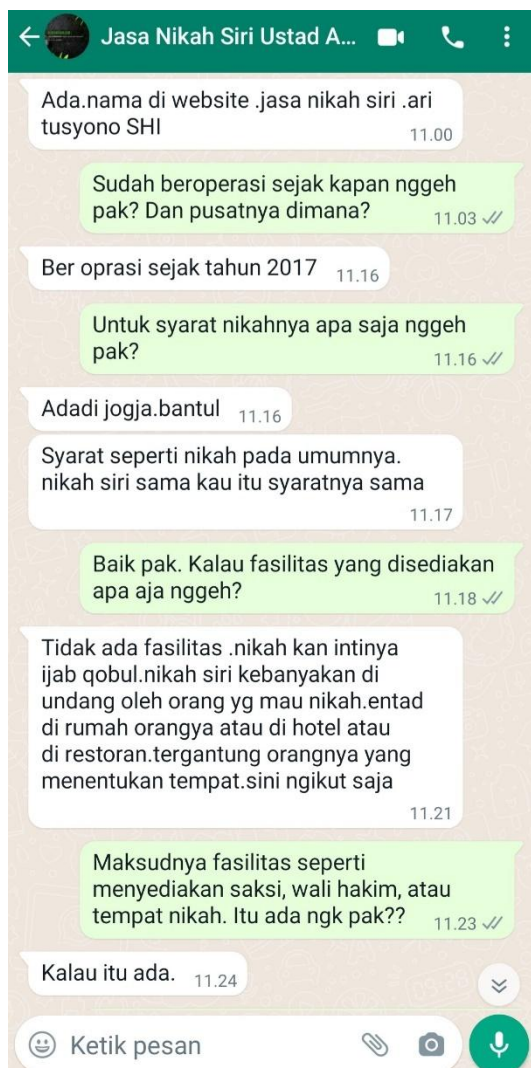 Jasa Nikah Siri Ustad A...
Ada.nama di website .jasa nikah siri .ari
tusyono SHI
11.00
Sudah beroperasi sejak kapan nggeh
pak? Dan pusatnya dimana?
11.03
Ber oprasi sejak tahun 2017
11.16
Untuk syarat nikahnya apa saja nggeh
pak?
11.16
Adadi jogja.bantul
11.16
Syarat seperti nikah pada umumnya.
nikah siri sama kau itu syaratnya sama
11.17
Baik pak. Kalau fasilitas yang disediakan
apa aja nggeh?
11.18
Tidak ada fasilitas .nikah kan intinya
ijab qobul.nikah siri kebanyakan di
undang oleh orang yg mau nikah.entad
di rumah orangya atau di hotel atau
di restoran.tergantung orangnya yang
menentukan tempat.sini ngikut saja
11.21
Maksudnya fasilitas seperti
menyediakan saksi, wali hakim, atau
tempat nikah. Itu ada ngk pak??
11.23
Kalau itu ada.
11.24
Ketik pesan